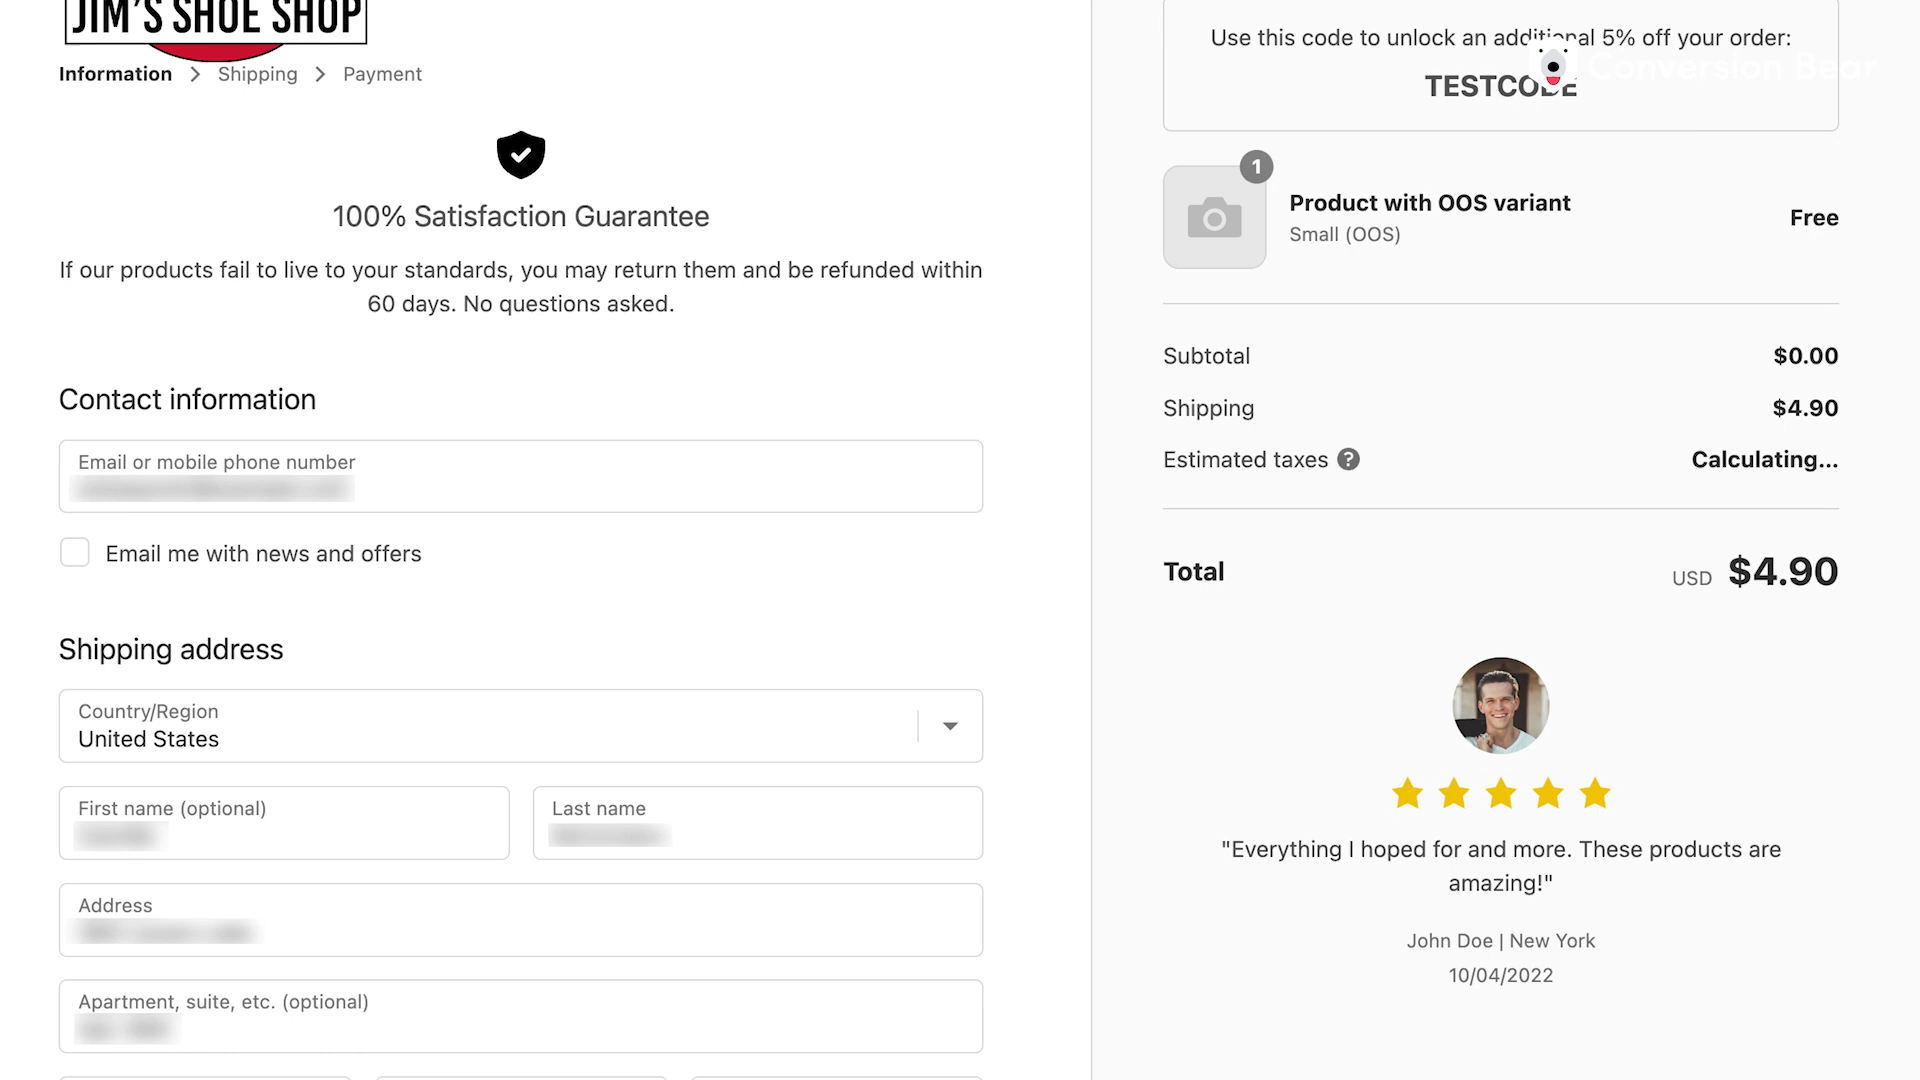 JIM'S SHOE SHOP
Information > Shipping > Payment
100% Satisfaction Guarantee
If our products fail to live to your standards, you may return them and be refunded within
60 days. No questions asked.
Contact information
Email or mobile phone number
Email me with news and offers
Shipping address
Country/Region
United States
First name (optional)
Last name
Address
Apartment, suite, etc. (optional)
Use this code to unlock an additional 5% off your order:
TESTCODE
Conversion Bear
1
Product with OOS variant
Small (OOS)
Free
Subtotal $0.00
Shipping $4.90
Estimated taxes ? Calculating...
Total USD $4.90
"Everything I hoped for and more. These products are
amazing!"
John Doe | New York
10/04/2022